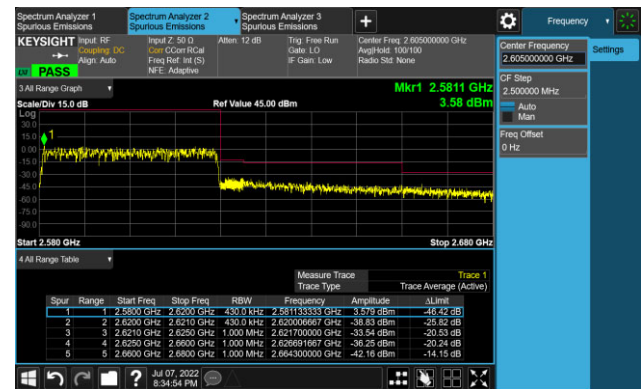 Spectrum Analyzer 1
Spurious Emissions
Spectrum Analyzer 2
Spurious Emissions
Spectrum Analyzer 3
Spurious Emissions
+
Frequency
KEYSIGHT
Input: RF
Coupling: DC
Align: Auto
Input Z: 50 Ω
Corr CCorr RCal
Freq Ref: Int (S)
NFE: Adaptive
Atten: 12 dB
Trig: Free Run
Gate: LO
IF Gain: Low
Center Freq: 2.605000000 GHz
Avg|Hold: 100/100
Radio Std: None
LW PASS
Center Frequency
2.605000000 GHz
Settings
CF Step
2.500000 MHz
Auto
Man
Freq Offset
0 Hz
3 All Range Graph
Mkr1 2.5811 GHz
Scale/Div 15.0 dB
Ref Value 45.00 dBm
3.58 dBm
Log
30.0
15.0
1
0.00
-15.0
-30.0
-45.0
-60.0
-75.0
-90.0
Start 2.580 GHz
Stop 2.680 GHz
4 All Range Table
Measure Trace Trace 1
Trace Type Trace Average (Active)
Spur Range Start Freq Stop Freq RBW Frequency Amplitude ΔLimit
1 1 2.5800 GHz 2.6200 GHz 430.0 kHz 2.581133333 GHz 3.579 dBm -46.42 dB
2 2 2.6200 GHz 2.6210 GHz 430.0 kHz 2.620006667 GHz -38.83 dBm -25.82 dB
3 3 2.6210 GHz 2.6250 GHz 1.000 MHz 2.621700000 GHz -33.54 dBm -20.53 dB
4 4 2.6250 GHz 2.6600 GHz 1.000 MHz 2.626691667 GHz -36.25 dBm -20.24 dB
5 5 2.6600 GHz 2.6800 GHz 1.000 MHz 2.664300000 GHz -42.16 dBm -14.15 dB
?
Jul 07, 2022
8:34:54 PM